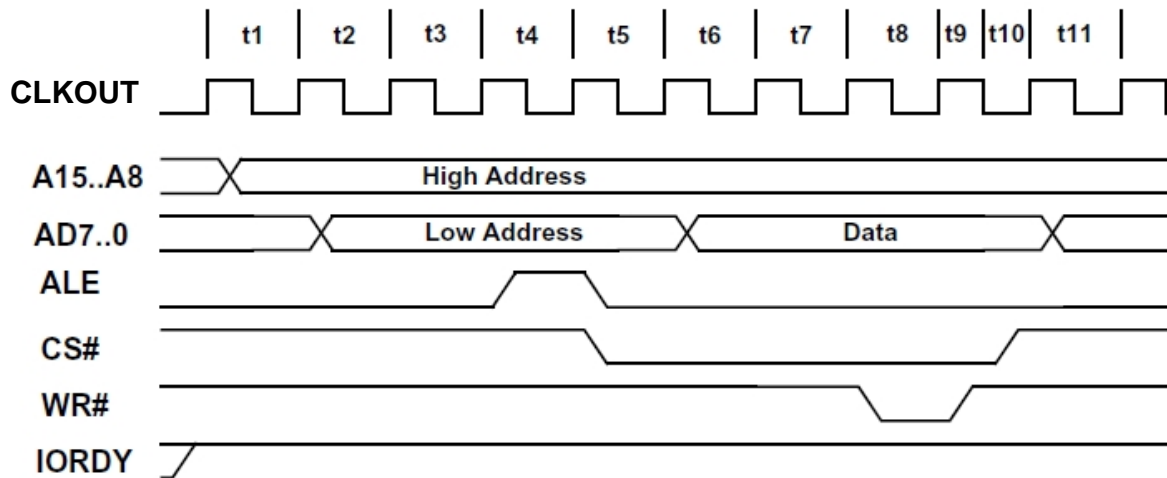 t1 t2 t3 t4 t5 t6 t7 t8 t9 t10 t11
CLKOUT
A15..A8 High Address
AD7..0 Low Address Data
ALE
CS#
WR#
IORDY